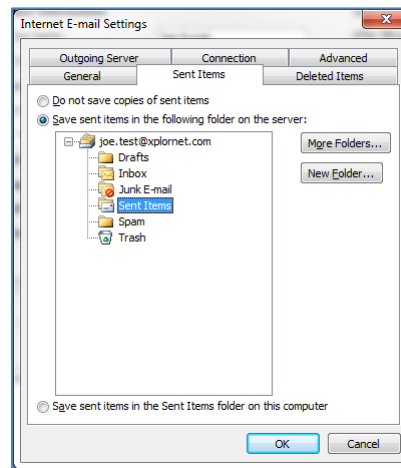 Internet E-mail Settings
Outgoing Server Connection Advanced
General Sent Items Deleted Items
Do not save copies of sent items
Save sent items in the following folder on the server:
joe.test@xplornet.com
Drafts
Inbox
Junk E-mail
Sent Items
Spam
Trash
More Folders...
New Folder...
Save sent items in the Sent Items folder on this computer
OK Cancel